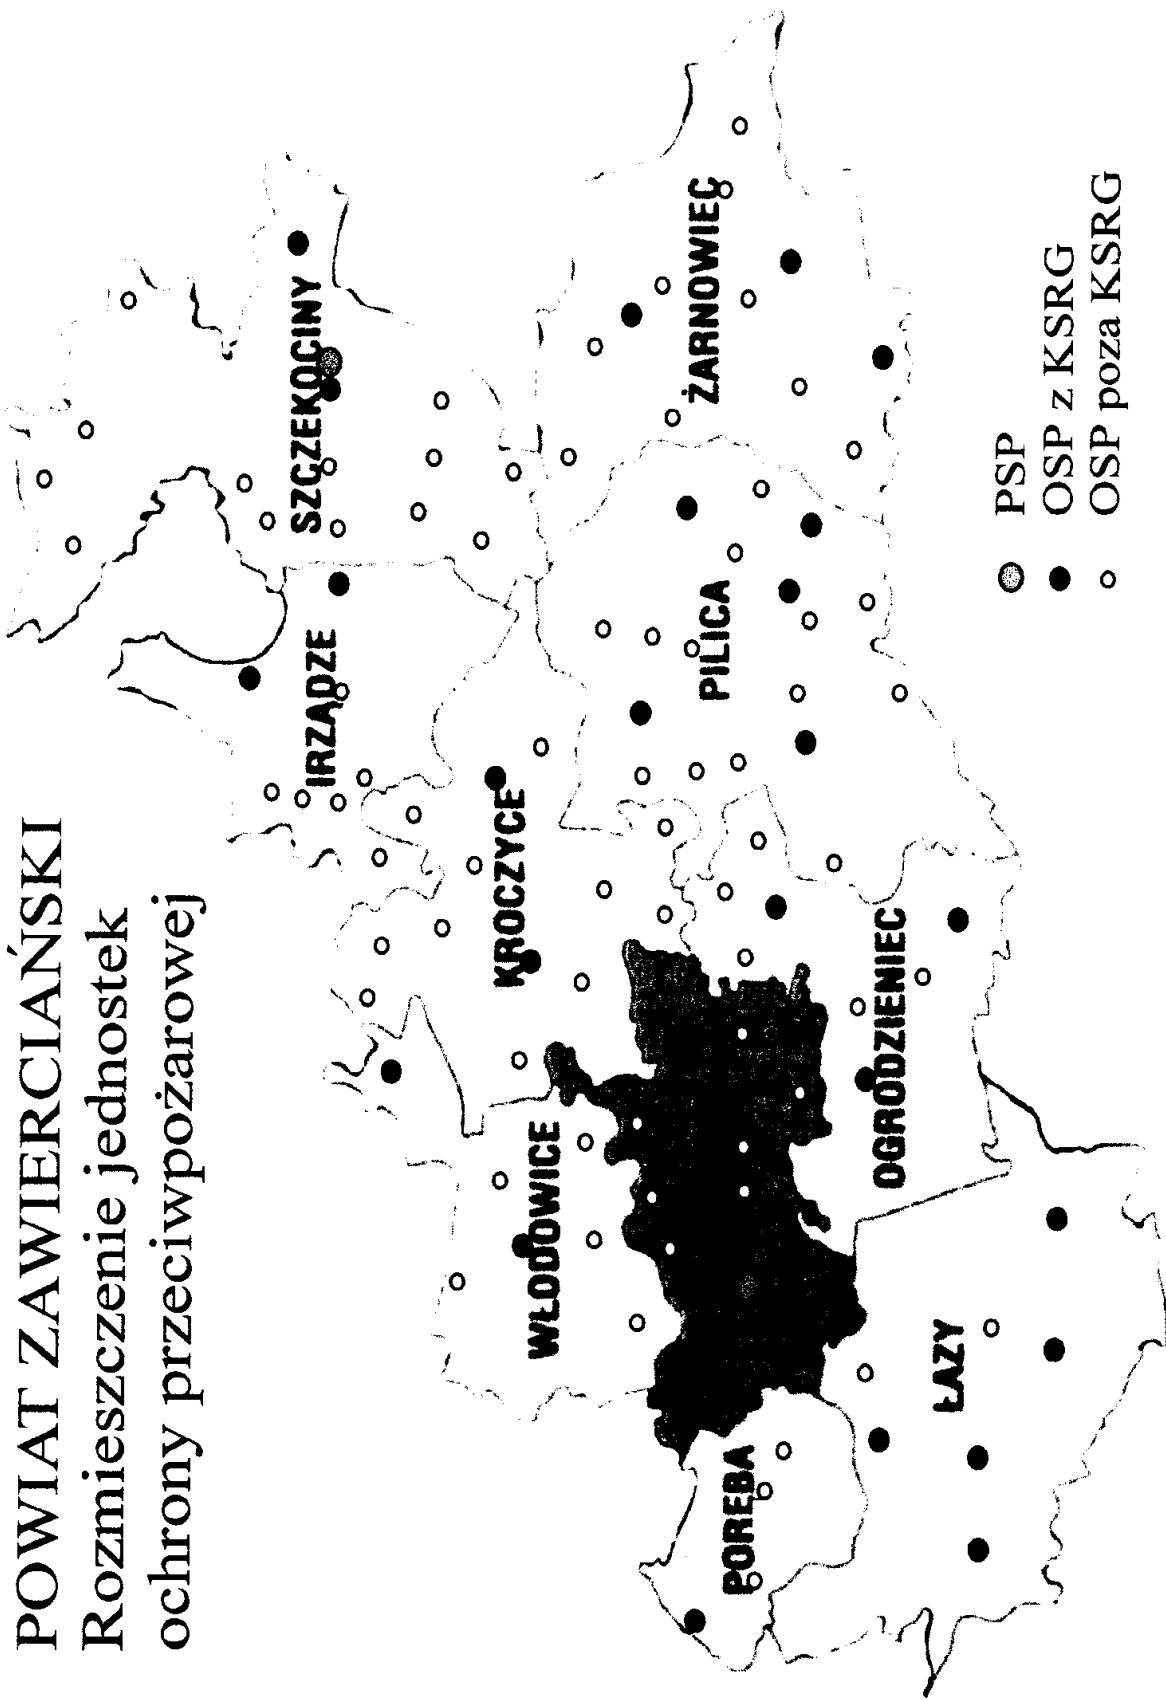 POWIAT ZAWIERCIAŃSKI
Rozmieszczenie jednostek
ochrony przeciwpożarowej
SZCZEKOCINY
IRZĄDZE
KROCZYCE
WŁODOWICE
ŻARNOWIEC
PILICA
OGRODZIENIEC
PORĘBA
ŁAZY
PSP
OSP z KSRG
OSP poza KSRG